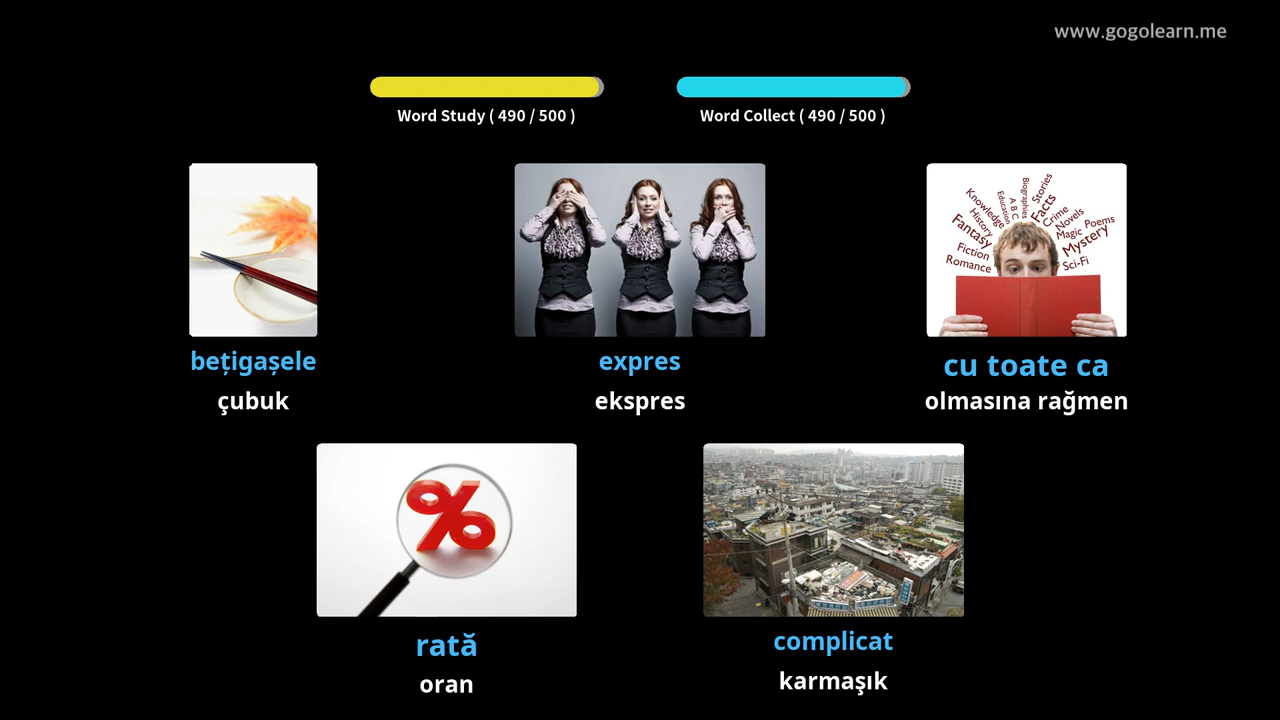 www.gogolearn.me
Word Study ( 490 / 500 )
Word Collect ( 490 / 500 )
Knowledge
History
Fantasy
Fiction
Romance
Education
A B C
Biographies
Stories
Facts
Crime
Novels
Magic
Poems
Mystery
Sci-Fi
bețigașele
expres
cu toate ca
çubuk
ekspres
olmasına rağmen
%
rată
complicat
oran
karmaşık